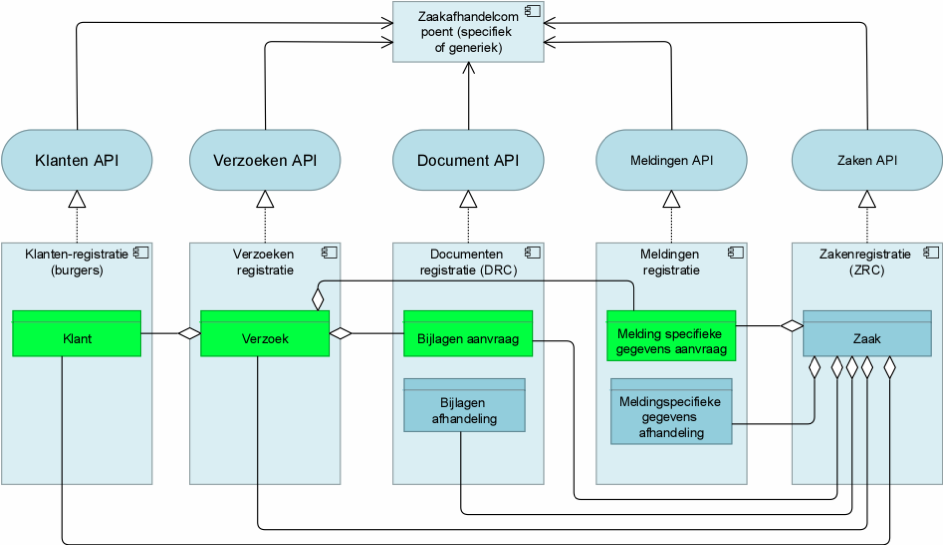 Zaakafhandelcom
poent (specifiek
of generiek)
Klanten API
Verzoeken API
Document API
Meldingen API
Zaken API
Klanten-registratie
(burgers)
Verzoeken
registratie
Documenten
registratie (DRC)
Meldingen
registratie
Zakenregistratie
(ZRC)
Klant
Verzoek
Bijlagen aanvraag
Melding specifieke
gegevens aanvraag
Zaak
Bijlagen
afhandeling
Meldingspecifieke
gegevens
afhandeling